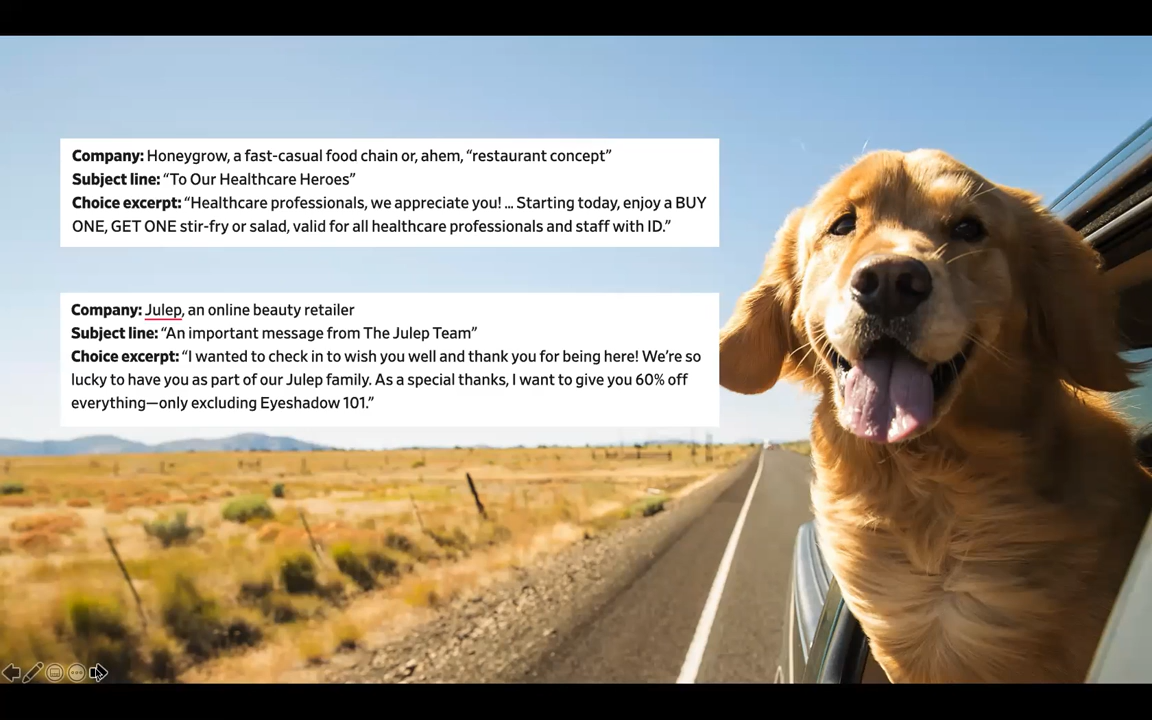 Company: Honeygrow, a fast-casual food chain or, ahem, “restaurant concept”
Subject line: “To Our Healthcare Heroes”
Choice excerpt: “Healthcare professionals, we appreciate you! ... Starting today, enjoy a BUY
ONE, GET ONE stir-fry or salad, valid for all healthcare professionals and staff with ID.”
Company: Julep, an online beauty retailer
Subject line: “An important message from The Julep Team”
Choice excerpt: “I wanted to check in to wish you well and thank you for being here! We’re so
lucky to have you as part of our Julep family. As a special thanks, I want to give you 60% off
everything—only excluding Eyeshadow 101.”